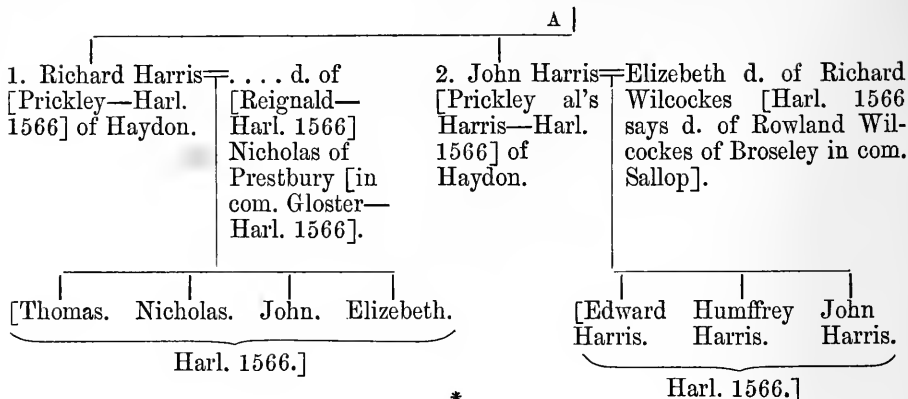 A
1. Richard Harris=. . . . d. of
[Prickley—Harl. [Reignald—
1566] of Haydon. Harl. 1566]
Nicholas of
Prestbury [in
com. Gloster—
Harl. 1566].
2. John Harris=Elizebeth d. of Richard
[Prickley al's Wilcockes [Harl. 1566
Harris—Harl. says d. of Rowland Wil-
1566] of cockes of Broseley in com.
Haydon. Sallop].
[Thomas. Nicholas. John. Elizebeth.
Harl. 1566.]
[Edward Humffrey John
Harris. Harris. Harris.
Harl. 1566.]
*